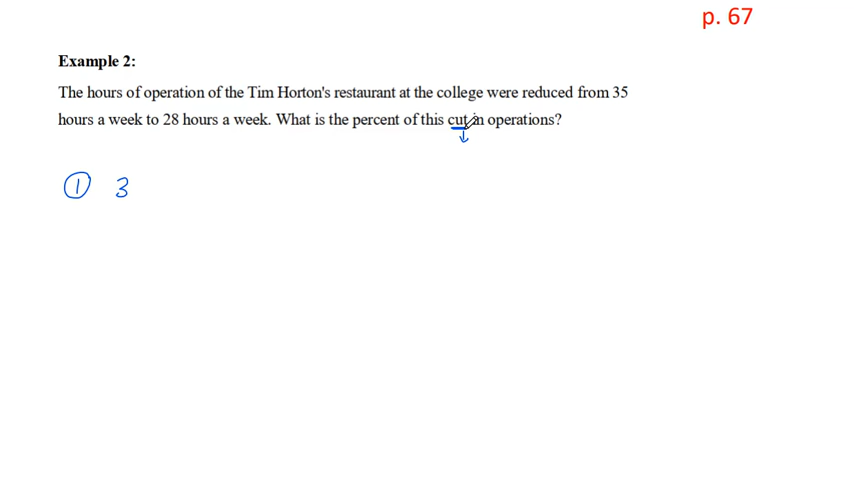 p. 67
Example 2:
The hours of operation of the Tim Horton's restaurant at the college were reduced from 35
hours a week to 28 hours a week. What is the percent of this cut in operations?
① 3